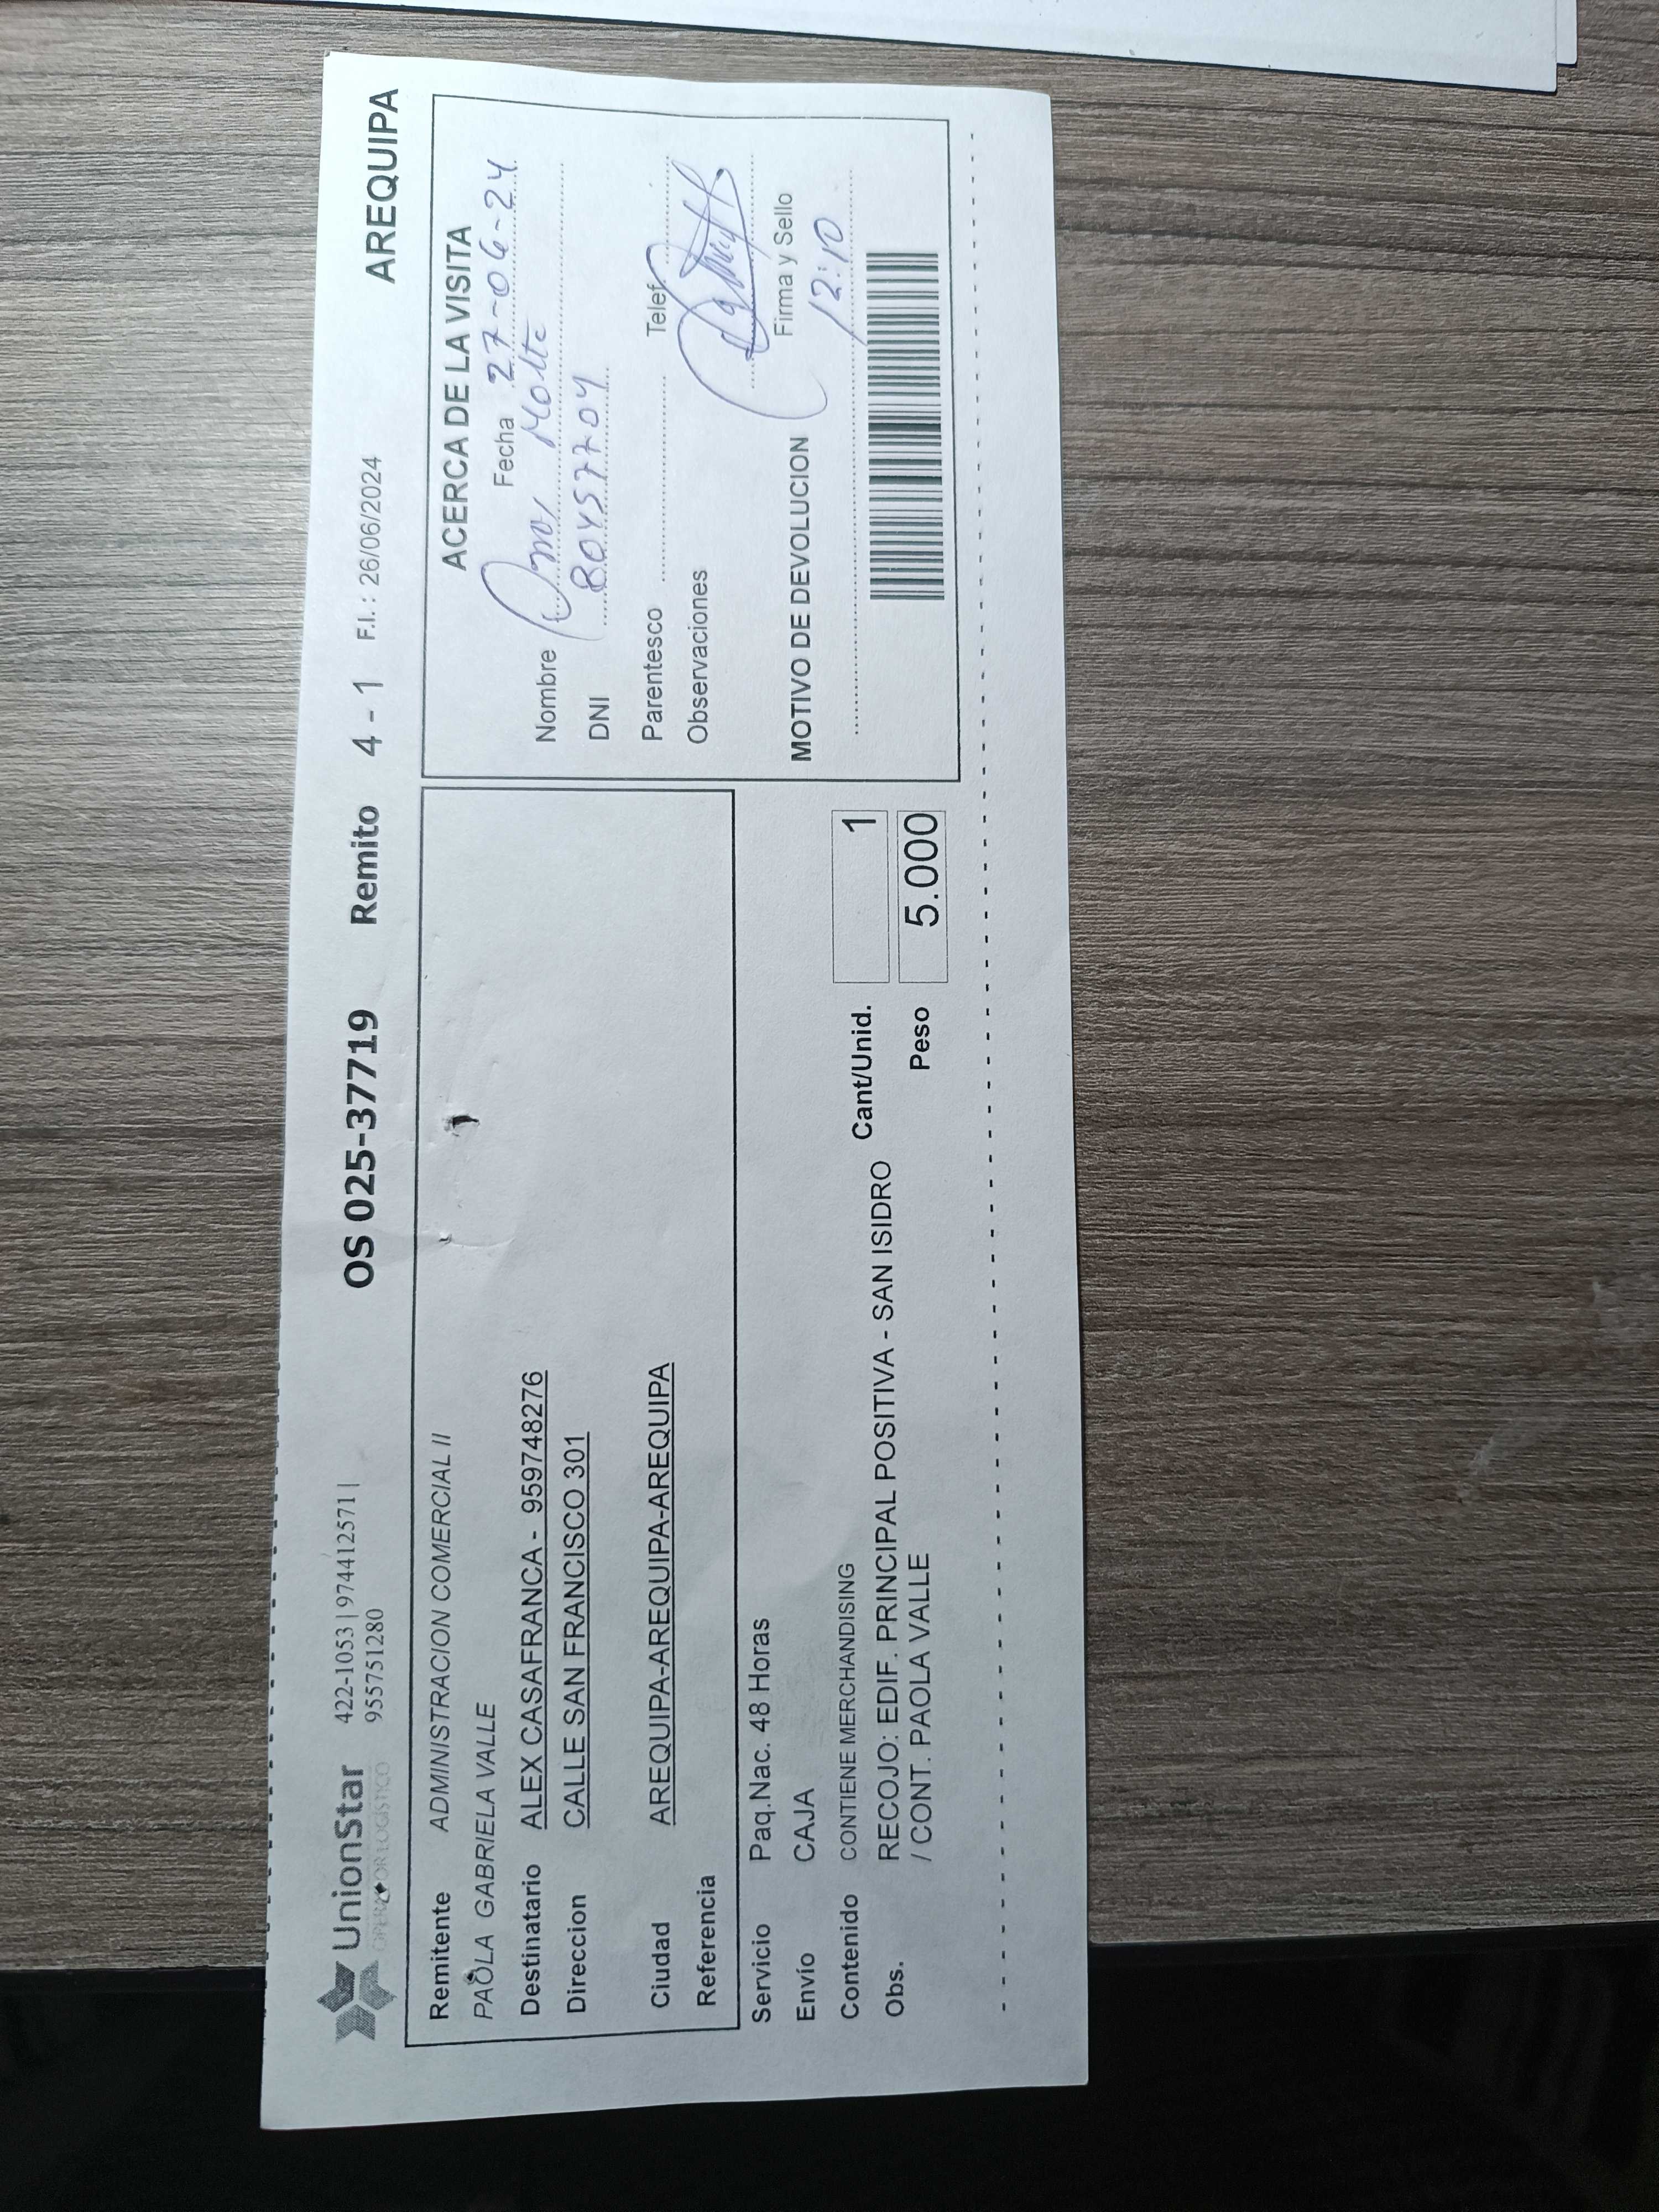 UnionStar
OPERADOR LOGISTICO
422-1053 | 974412571 |
955751280
OS 025-37719 Remito 4 - 1 F.I.: 26/06/2024 AREQUIPA
Remitente ADMINISTRACION COMERCIAL II
PAOLA GABRIELA VALLE
Destinatario ALEX CASAFRANCA - 959748276
Direccion CALLE SAN FRANCISCO 301
Ciudad AREQUIPA-AREQUIPA-AREQUIPA
Referencia
Servicio Paq.Nac. 48 Horas
Envío CAJA
Contenido CONTIENE MERCHANDISING
Obs. RECOJO: EDIF. PRINCIPAL POSITIVA - SAN ISIDRO
/ CONT. PAOLA VALLE
Cant/Unid. 1
Peso 5.000
ACERCA DE LA VISITA
Fecha 27-06-24
Nombre
DNI 80457704
Parentesco Telef
Observaciones
Firma y Sello
MOTIVO DE DEVOLUCION 12:10